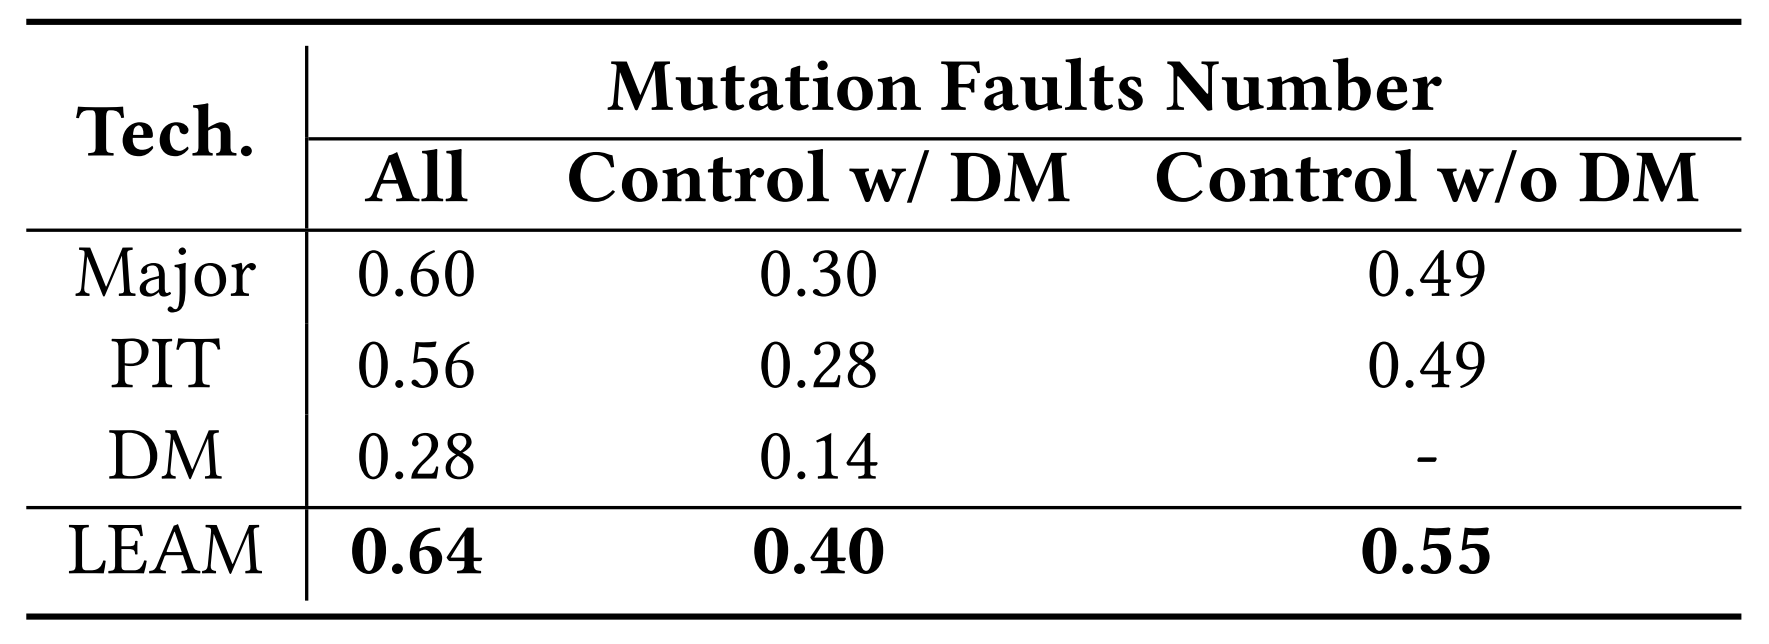 Tech. Mutation Faults Number
All Control w/ DM Control w/o DM
Major 0.60 0.30 0.49
PIT 0.56 0.28 0.49
DM 0.28 0.14 -
LEAM 0.64 0.40 0.55